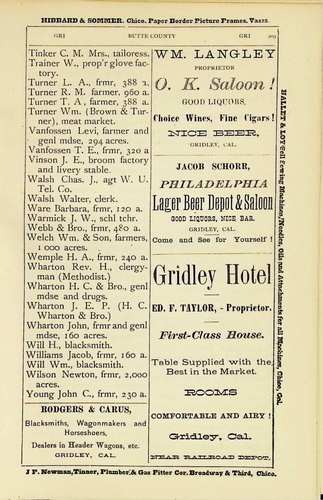 HIBBARD & SOMMER. Chico. Paper Border Picture Frames. Vases.
GRI BUTTE COUNTY GRI 203
Tinker C. M. Mrs., tailoress.
Trainer W., prop'r glove fac-
tory.
Turner L. A., frmr, 388 a.
Turner R. M. farmer, 960 a.
Turner T. A , farmer, 388 a.
Turner Wm. (Brown & Tur-
ner), meat market.
Vanfossen Levi, farmer and
genl mdse, 294 acres.
Vanfossen T. E., frmr, 320 a
Vinson J. E., broom factory
and livery stable.
Walsh Chas. J., agt W. U.
Tel. Co.
Walsh Walter, clerk.
Ware Barbara, frmr, 120 a.
Warmick J. W., schl tchr.
Webb & Bro., frmr, 480 a.
Welch Wm. & Son, farmers,
1 000 acres.
Wemple H. A., frmr, 240 a.
Wharton Rev. H., clergy-
man (Methodist.)
Wharton H. C. & Bro., genl
mdse and drugs.
Wharton J. E. P. (H. C.
Wharton & Bro.)
Wharton John, frmr and genl
mdse, 160 acres.
Will H., blacksmith.
Williams Jacob, frmr, 160 a.
Will Wm., blacksmith.
Wilson Newton, frmr, 2,000
acres.
Young John C., frmr, 230 a.
RODGERS & CARUS,
Blacksmiths, Wagonmakers and
Horseshoers,
Dealers in Header Wagons, etc.
GRIDLEY, CAL.
WM. LANGLEY
PROPRIETOR
O. K. Saloon !
GOOD LIQUORS,
Choice Wines, Fine Cigars !
NICE BEER,
GRIDLEY, CAL.
JACOB SCHORR,
PHILADELPHIA
Lager Beer Depot & Saloon
GOOD LIQUORS, NICE BAR.
GRIDLEY, CAL.
Come and See for Yourself !
Gridley Hotel
ED. F. TAYLOR, - Proprietor.
First-Class House.
Table Supplied with the
Best in the Market.
ROOMS
COMFORTABLE AND AIRY !
Gridley, Cal.
NEAR RAILROAD DEPOT.
HALLET & LOY Sell Sewing Machines, Needles, Oils and Attachments for all Machines, Chico, Cal.
J F. Newman, Tinner, Plumber, & Gas Fitter Cor. Broadway & Third, Chico.